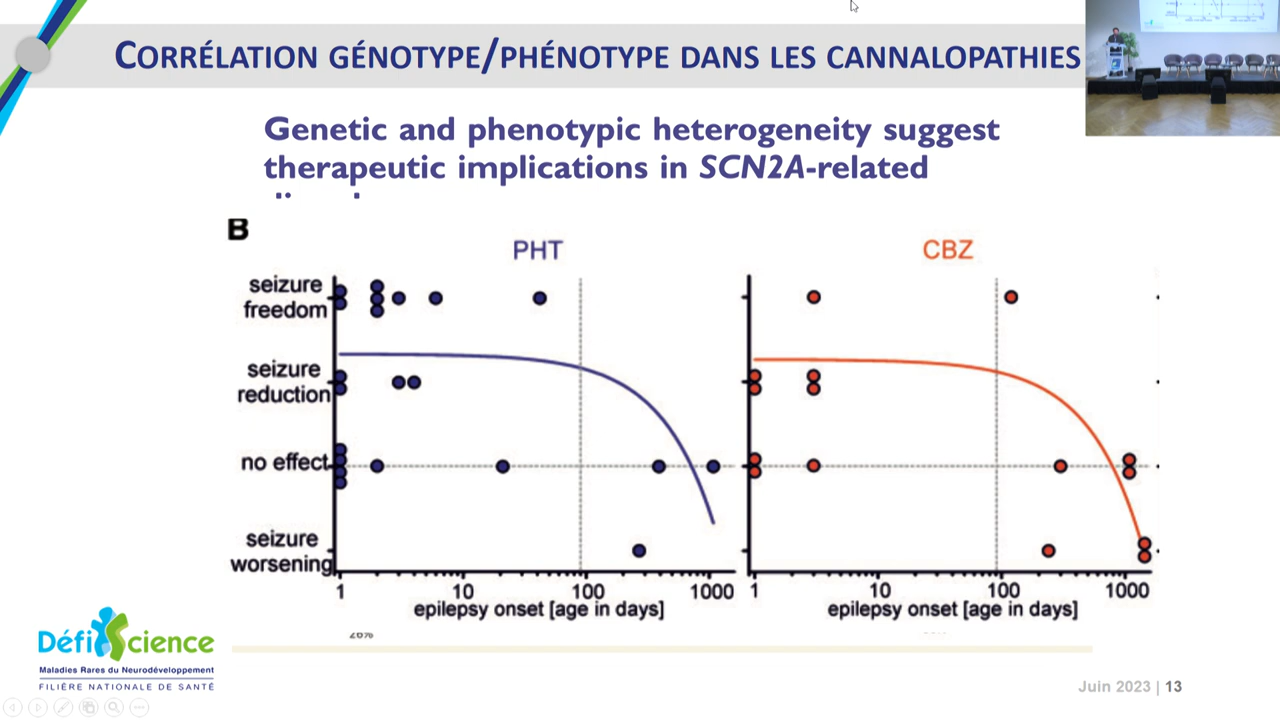 CORRÉLATION GÉNOTYPE/PHÉNOTYPE DANS LES CANNALOPATHIES
Genetic and phenotypic heterogeneity suggest
therapeutic implications in SCN2A-related
B
PHT
CBZ
seizure
freedom
seizure
reduction
no effect
seizure
worsening
1 10 100 1000
1 10 100 1000
epilepsy onset [age in days]
epilepsy onset [age in days]
DéfiScience
Maladies Rares du Neurodéveloppement
FILIÈRE NATIONALE DE SANTÉ
Juin 2023 | 13